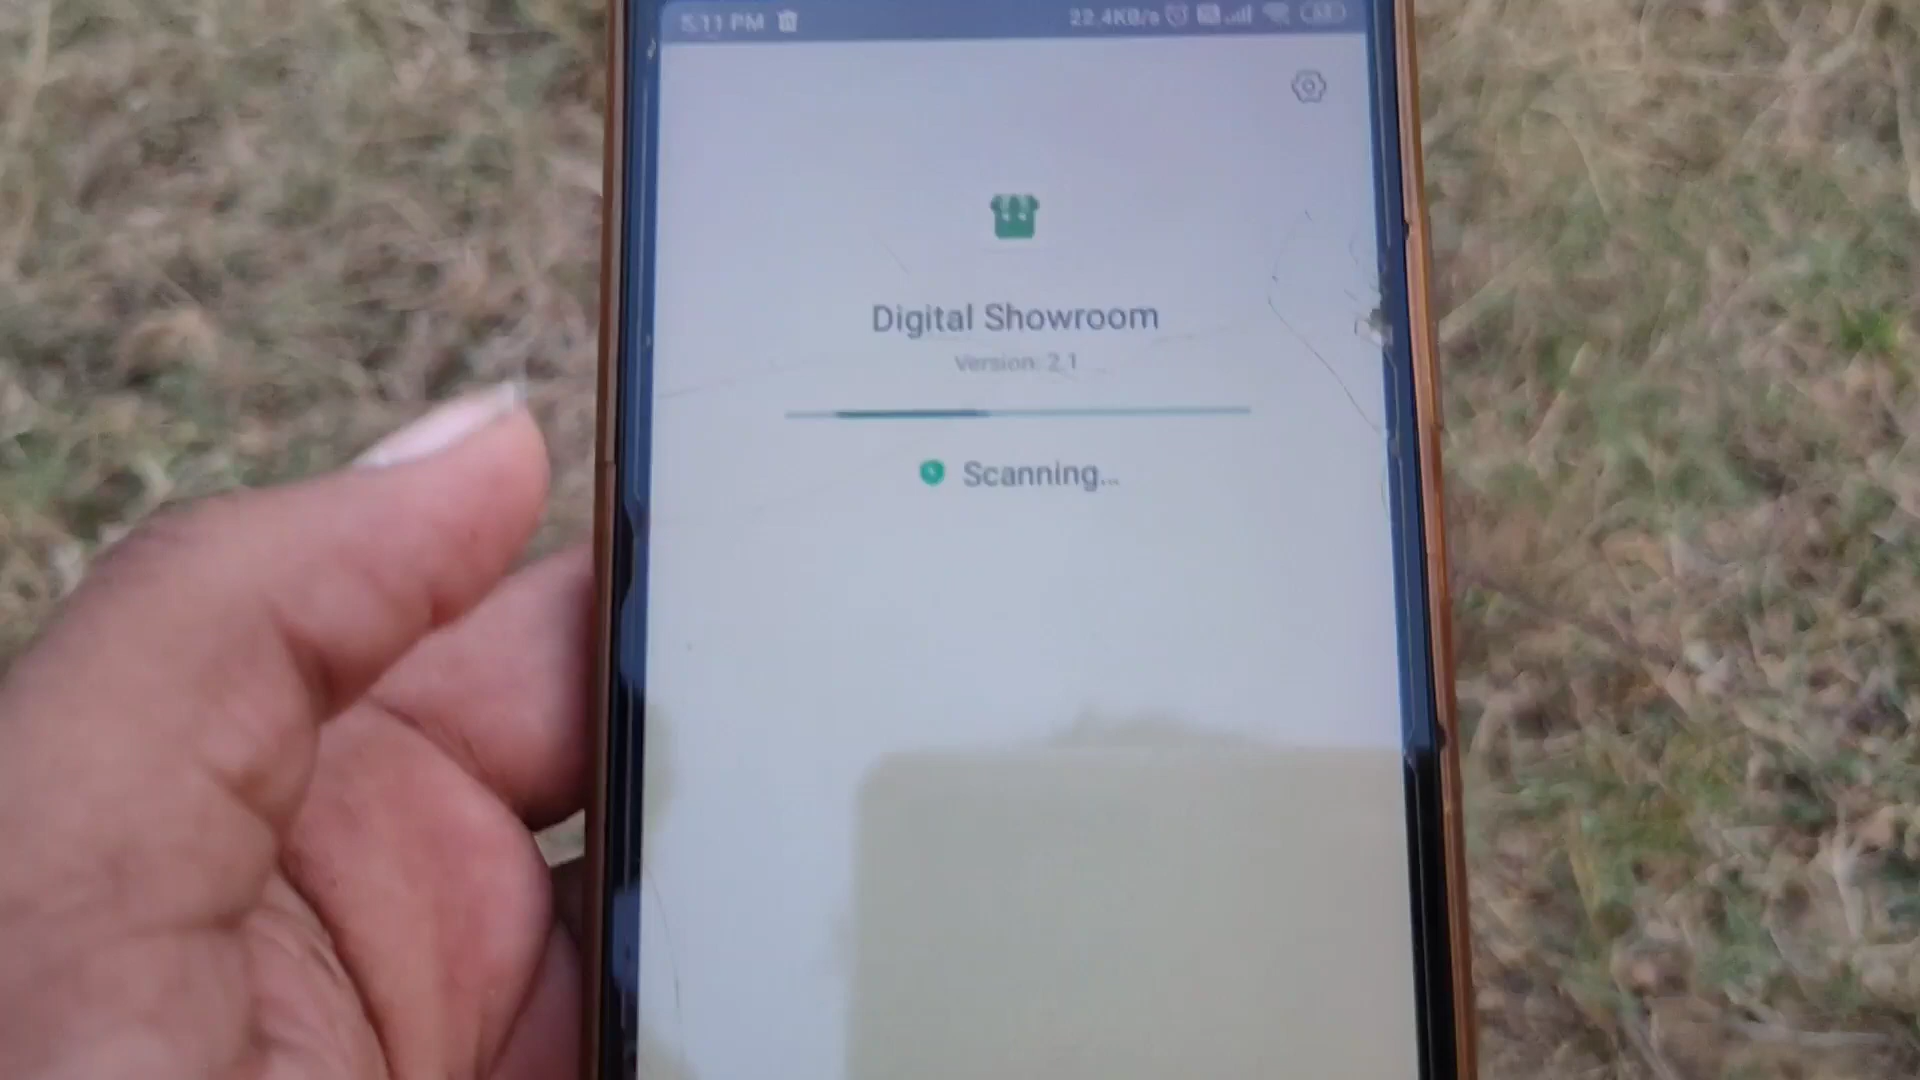 5:11 PM 22.4KB/s
Digital Showroom
Version: 2.1
Scanning...